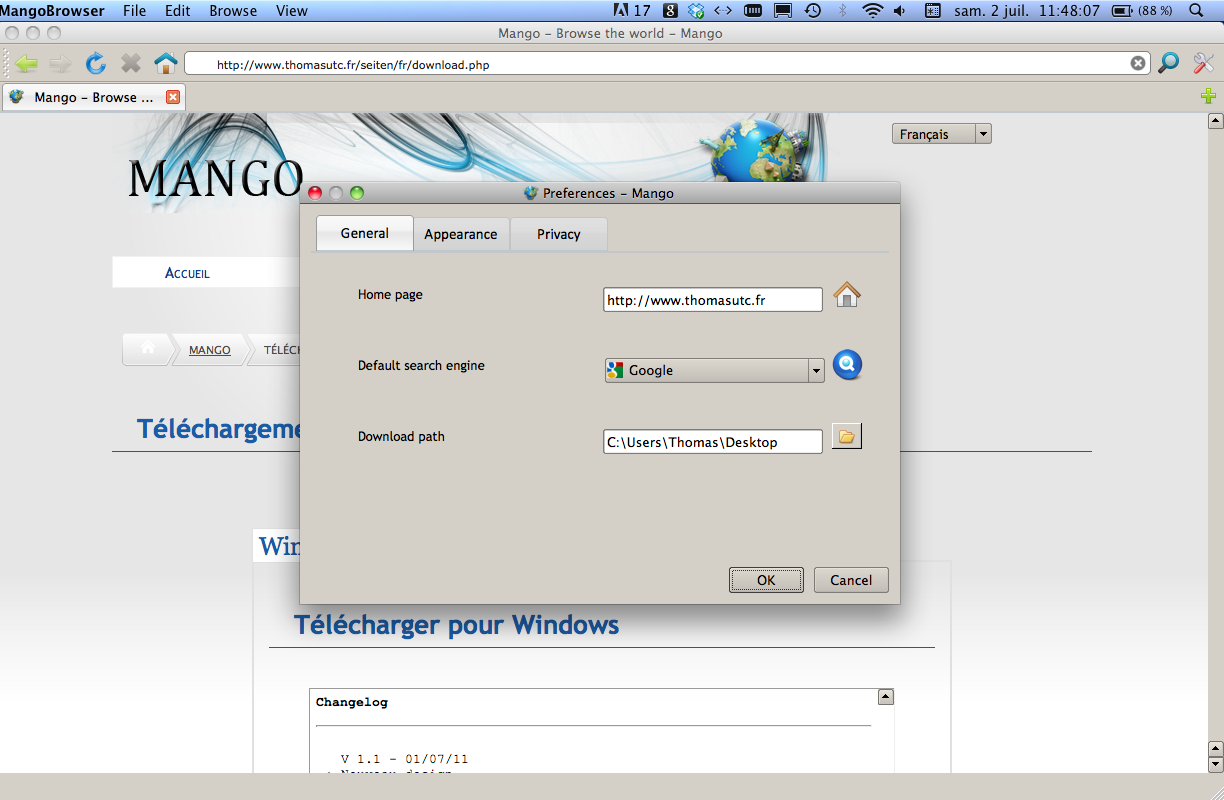 MangoBrowser File Edit Browse View 17 8 sam. 2 juil. 11:48:07 (88 %)
Mango – Browse the world – Mango
http://www.thomasutc.fr/seiten/fr/download.php
Mango – Browse ...
Français
MANGO
Preferences – Mango
General Appearance Privacy
Accueil
Home page http://www.thomasutc.fr
MANGO TÉLÉCH
Default search engine Google
Téléchargeme
Download path C:\Users\Thomas\Desktop
Win
OK Cancel
Télécharger pour Windows
Changelog
V 1.1 - 01/07/11